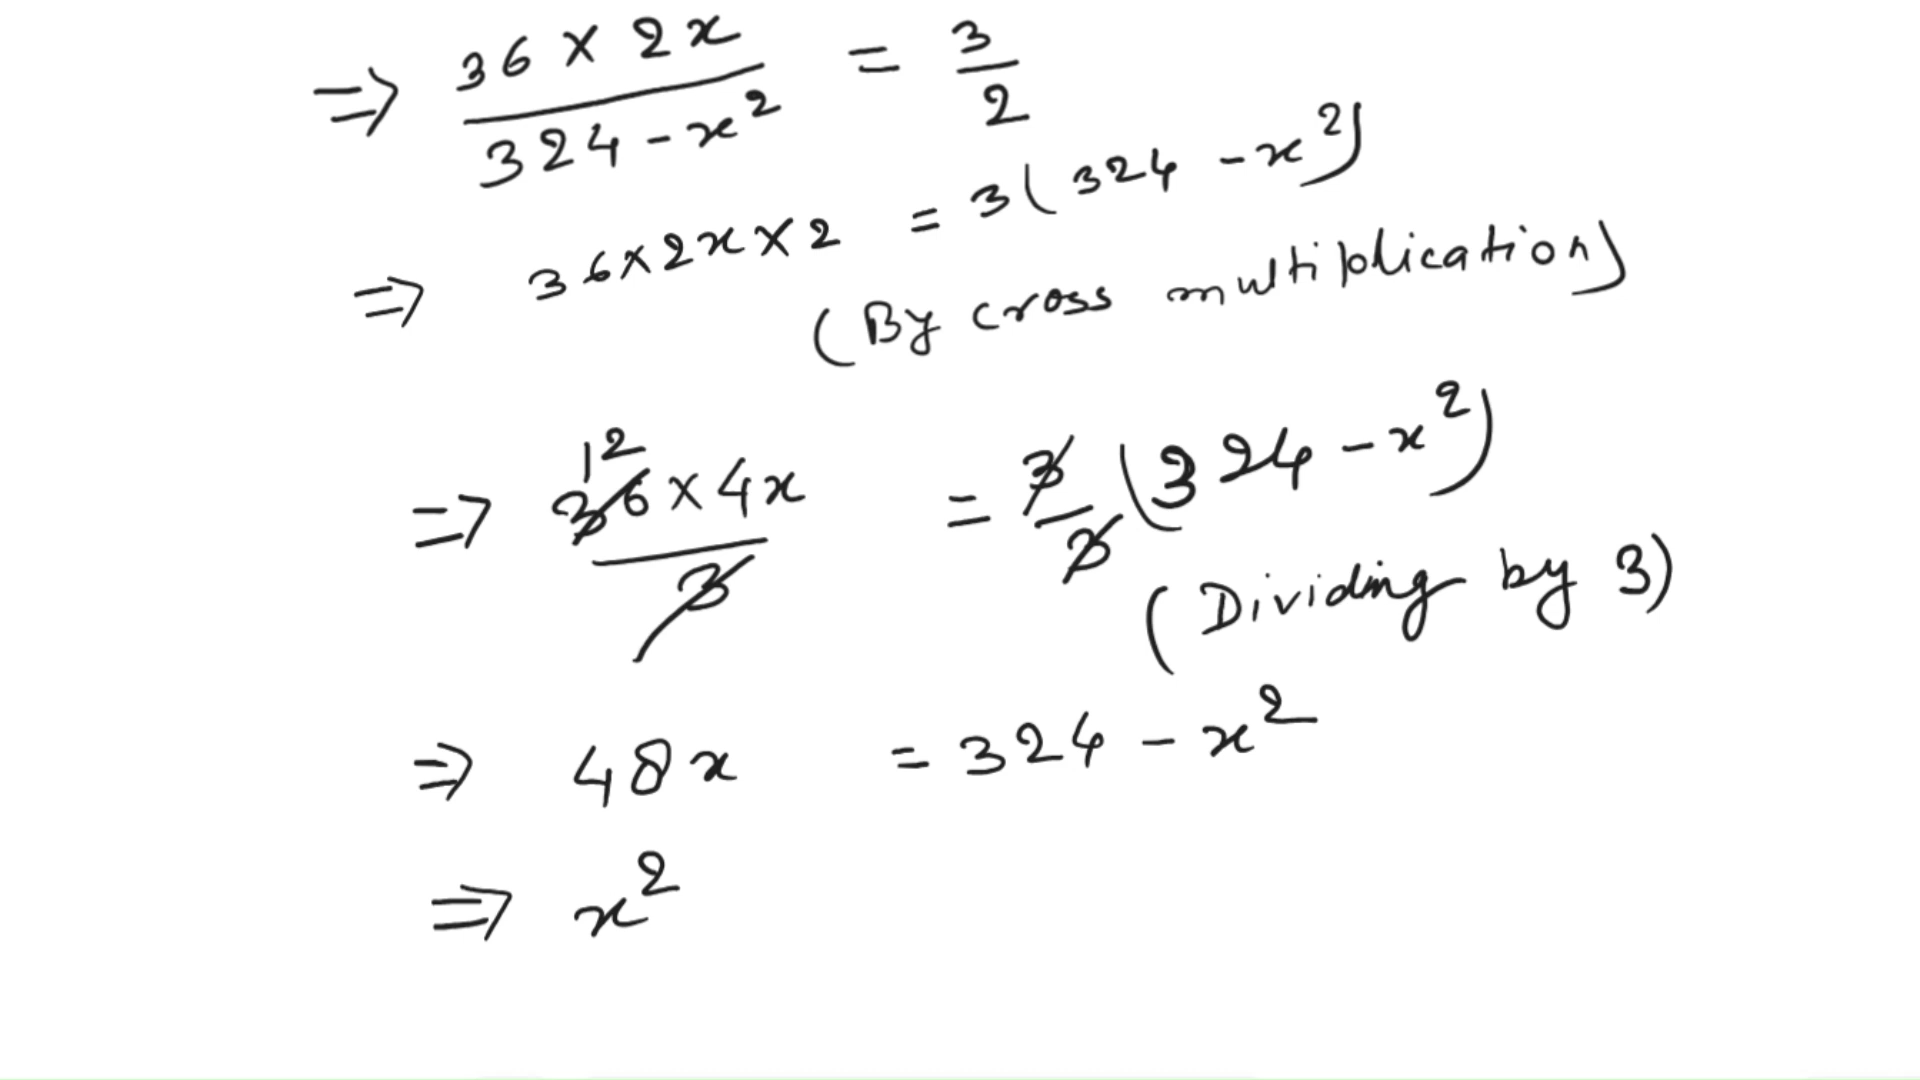 ⇒ (36 × 2x)/(324 - x²) = 3/2
⇒ 36×2x×2 = 3(324 - x²)
(By cross multiplication)
⇒ (12 36 × 4x)/3 = 3/3 (324 - x²)
(Dividing by 3)
⇒ 48x = 324 - x²
⇒ x²